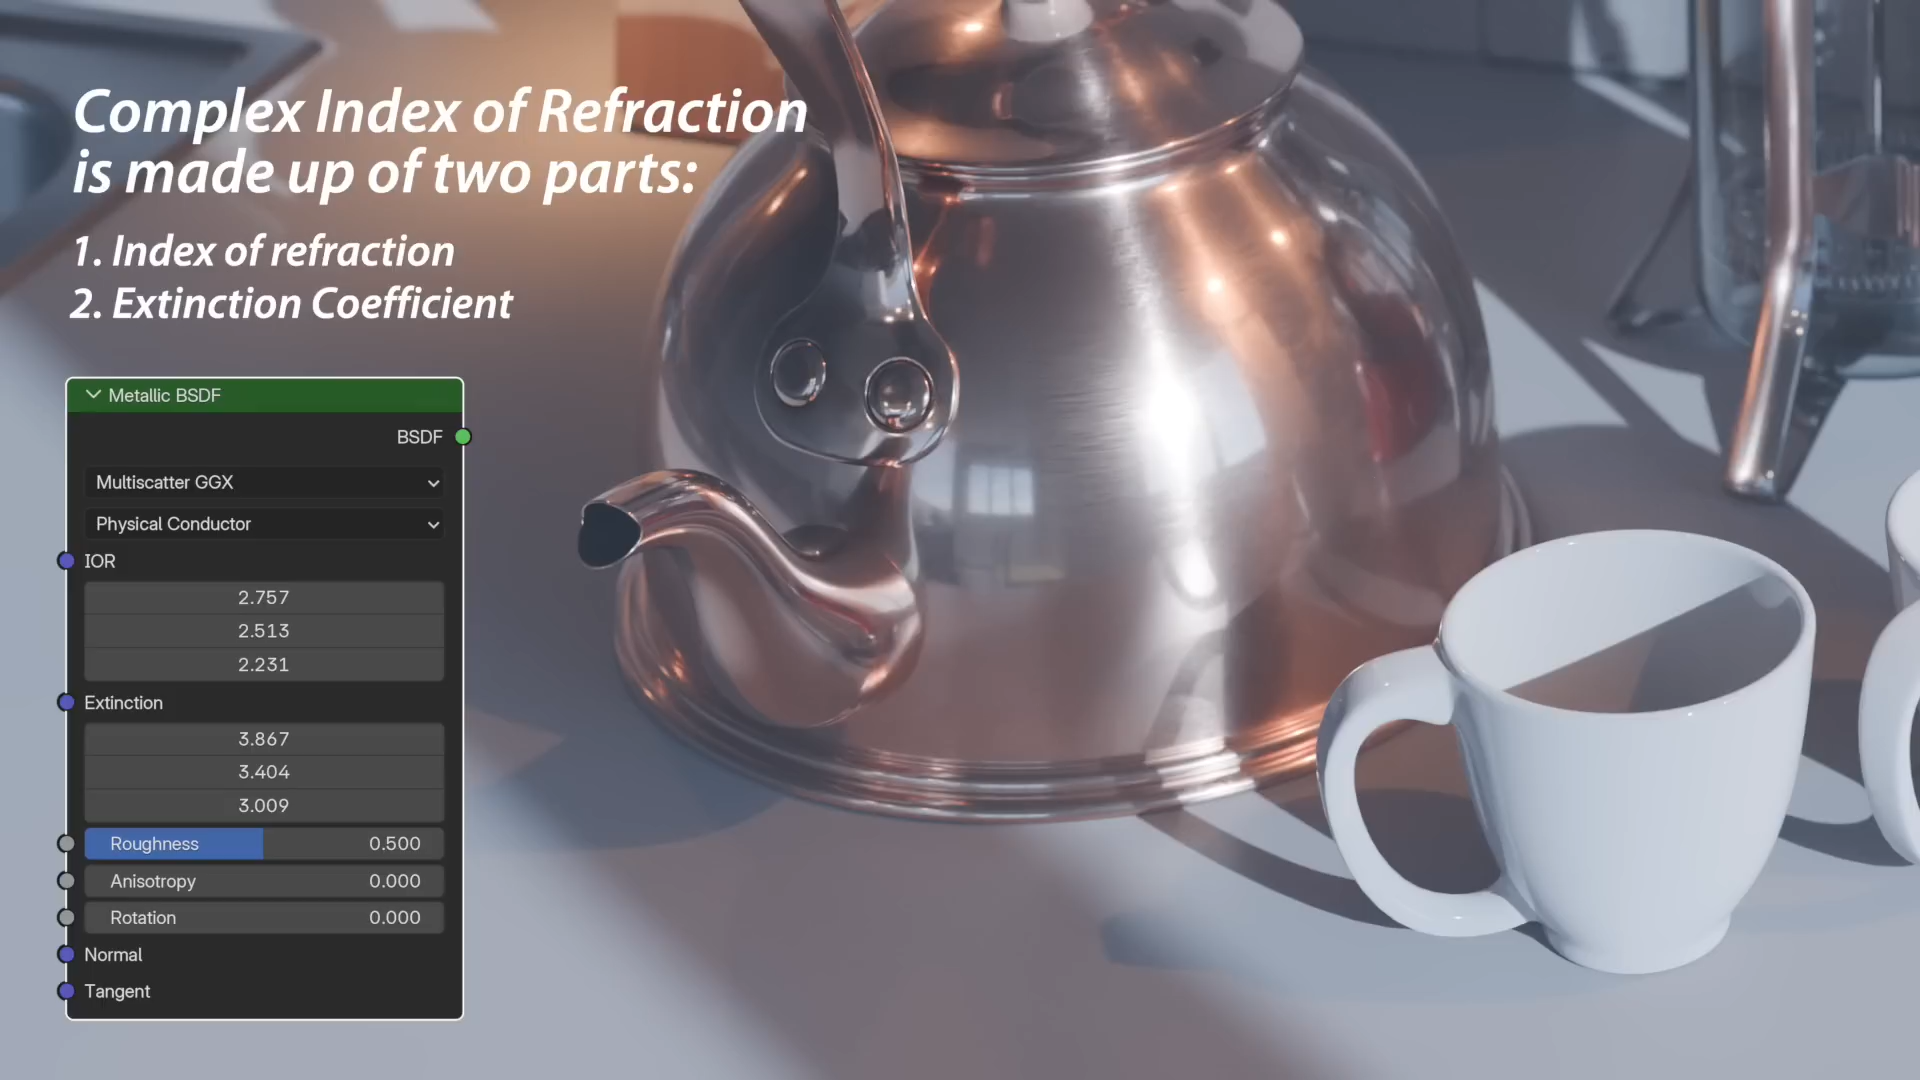 Complex Index of Refraction
is made up of two parts:
1. Index of refraction
2. Extinction Coefficient
Metallic BSDF
BSDF
Multiscatter GGX
Physical Conductor
IOR
2.757
2.513
2.231
Extinction
3.867
3.404
3.009
Roughness 0.500
Anisotropy 0.000
Rotation 0.000
Normal
Tangent